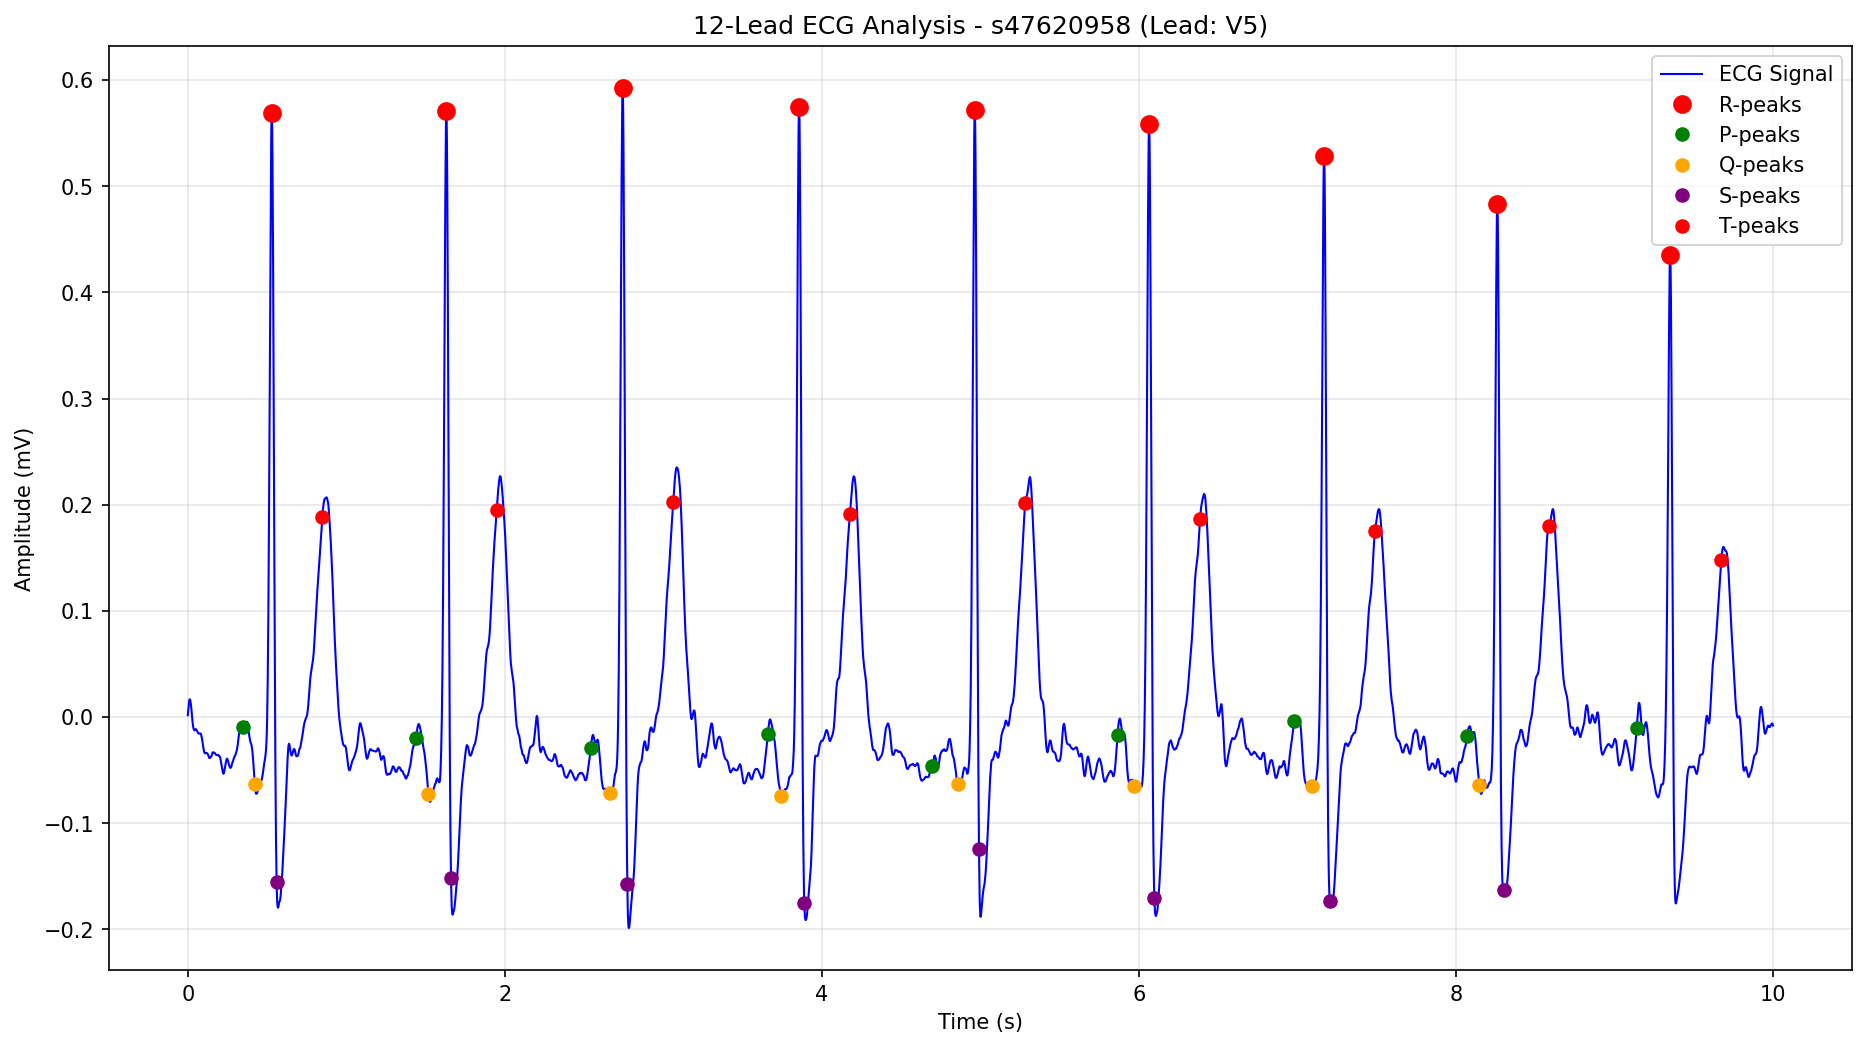 12-Lead ECG Analysis - s47620958 (Lead: V5)
ECG Signal
R-peaks
P-peaks
Q-peaks
S-peaks
T-peaks
Amplitude (mV)
0.6
0.5
0.4
0.3
0.2
0.1
0.0
−0.1
−0.2
0 2 4 6 8 10
Time (s)